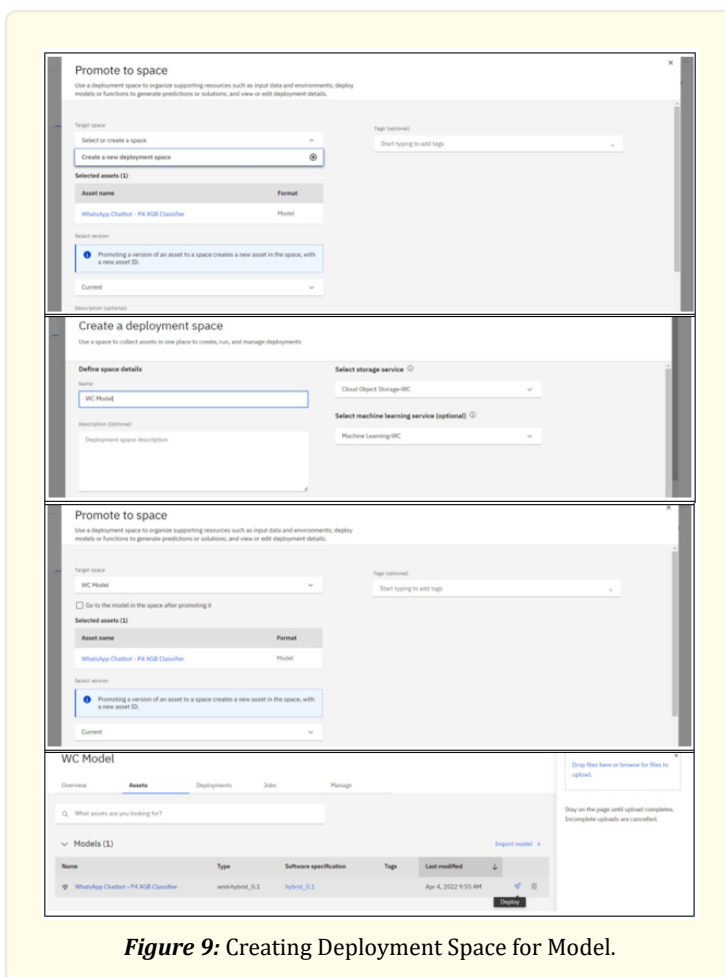 Promote to space
Use a deployment space to organize supporting resources such as input data and environments; deploy
models or functions to generate predictions or solutions; and view or edit deployment details.
Target space
Select or create a space
Create a new deployment space
Tags (optional)
Start typing to add tags
Selected assets (1)
Asset name Format
WhatsApp Chatbot - P4 XGB Classifier Model
Select version
Promoting a version of an asset to a space creates a new asset in the space, with
a new asset ID.
Current
Description (optional)
Create a deployment space
Use a space to collect assets in one place to create, run, and manage deployments
Define space details
Name
WC Model
Description (Optional)
Deployment space description
Select storage service
Cloud Object Storage-WC
Select machine learning service (optional)
Machine Learning-WC
Promote to space
Use a deployment space to organize supporting resources such as input data and environments; deploy
models or functions to generate predictions or solutions; and view or edit deployment details.
Target space
WC Model
Tags (optional)
Start typing to add tags
Go to the model in the space after promoting it
Selected assets (1)
Asset name Format
WhatsApp Chatbot - P4 XGB Classifier Model
Select version
Promoting a version of an asset to a space creates a new asset in the space, with
a new asset ID.
Current
WC Model
Overview Assets Deployments Jobs Manage
What assets are you looking for?
Models (1)
Import model +
Name Type Software specification Tags Last modified
WhatsApp Chatbot - P4 XGB Classifier wml-hybrid_0.1 hybrid_0.1 Apr 4, 2022 9:55 AM
Deploy
Drop files here or browse for files to
upload.
Stay on the page until upload completes.
Incomplete uploads are cancelled.
Figure 9: Creating Deployment Space for Model.